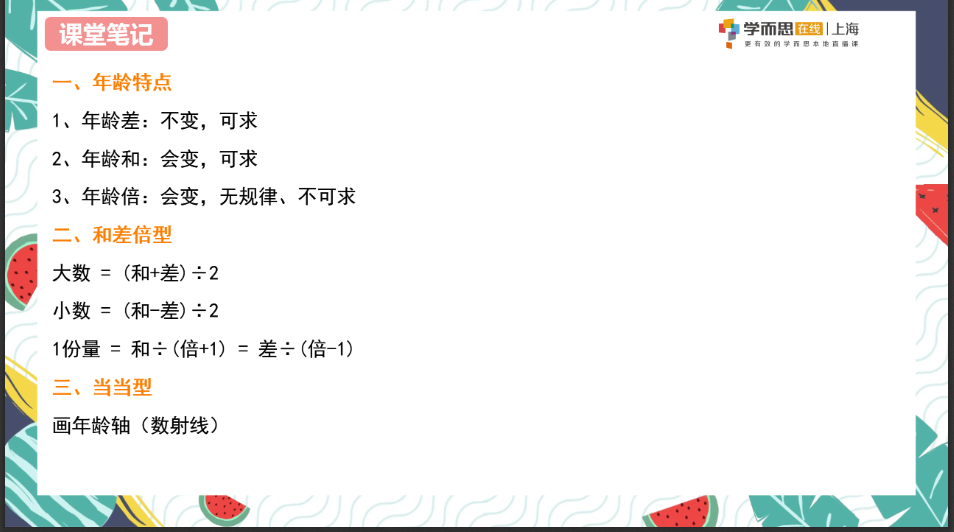 课堂笔记
学而思在线|上海
更有效的学而思本地直播课
一、年龄特点
1、年龄差：不变，可求
2、年龄和：会变，可求
3、年龄倍：会变，无规律、不可求
二、和差倍型
大数 = (和+差)÷2
小数 = (和-差)÷2
1份量 = 和÷(倍+1) = 差÷(倍-1)
三、当当型
画年龄轴（数射线）